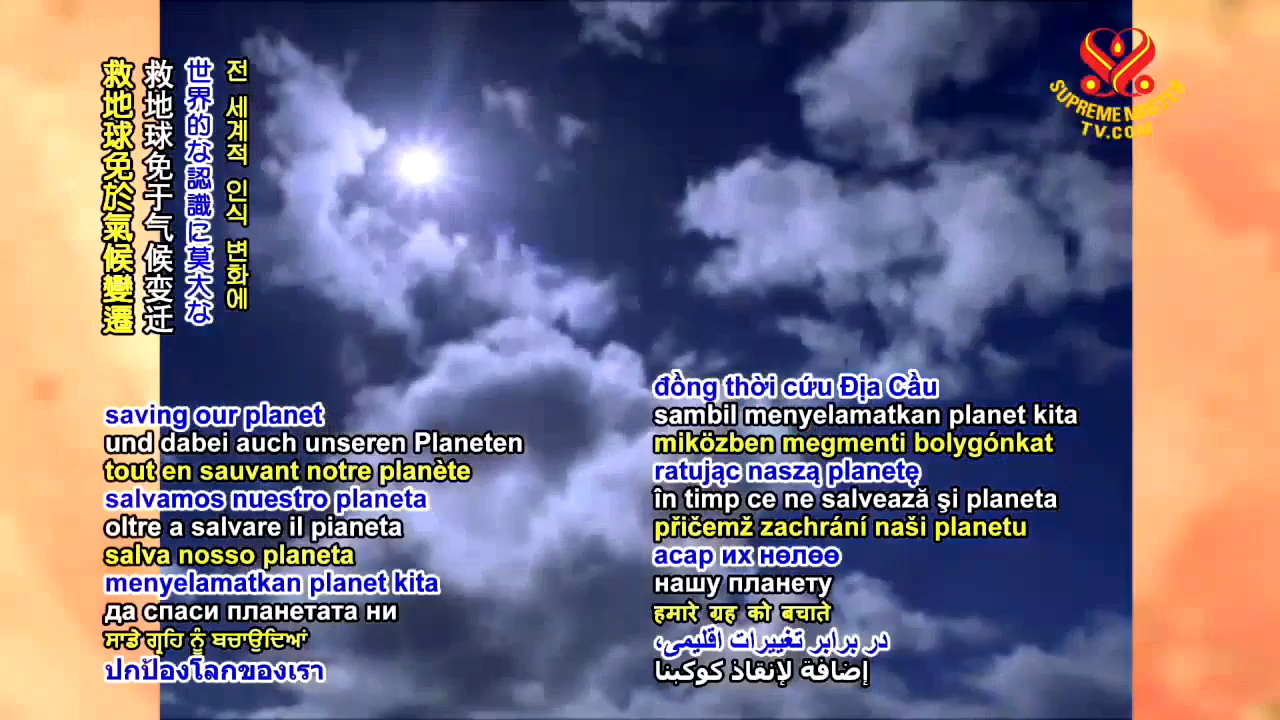 전 세계적 인식 변화에
世界的な認識に莫大な
救地球免于气候变迁
救地球免於氣候變遷
SUPREME MASTER
TV.COM
saving our planet
und dabei auch unseren Planeten
tout en sauvant notre planète
salvamos nuestro planeta
oltre a salvare il pianeta
salva nosso planeta
menyelamatkan planet kita
да спаси планетата ни
ਸਾਡੇ ਗ੍ਰਹਿ ਨੂੰ ਬਚਾਉਦਿਆਂ
ปกป้องโลกของเรา
đồng thời cứu Địa Cầu
sambil menyelamatkan planet kita
miközben megmenti bolygónkat
ratując naszą planetę
în timp ce ne salvează şi planeta
přičemž zachrání naši planetu
асар их нөлөө
нашу планету
हमारे ग्रह को बचाते
در برابر تغییرات اقلیمی،
إضافة لإنقاذ كوكبنا